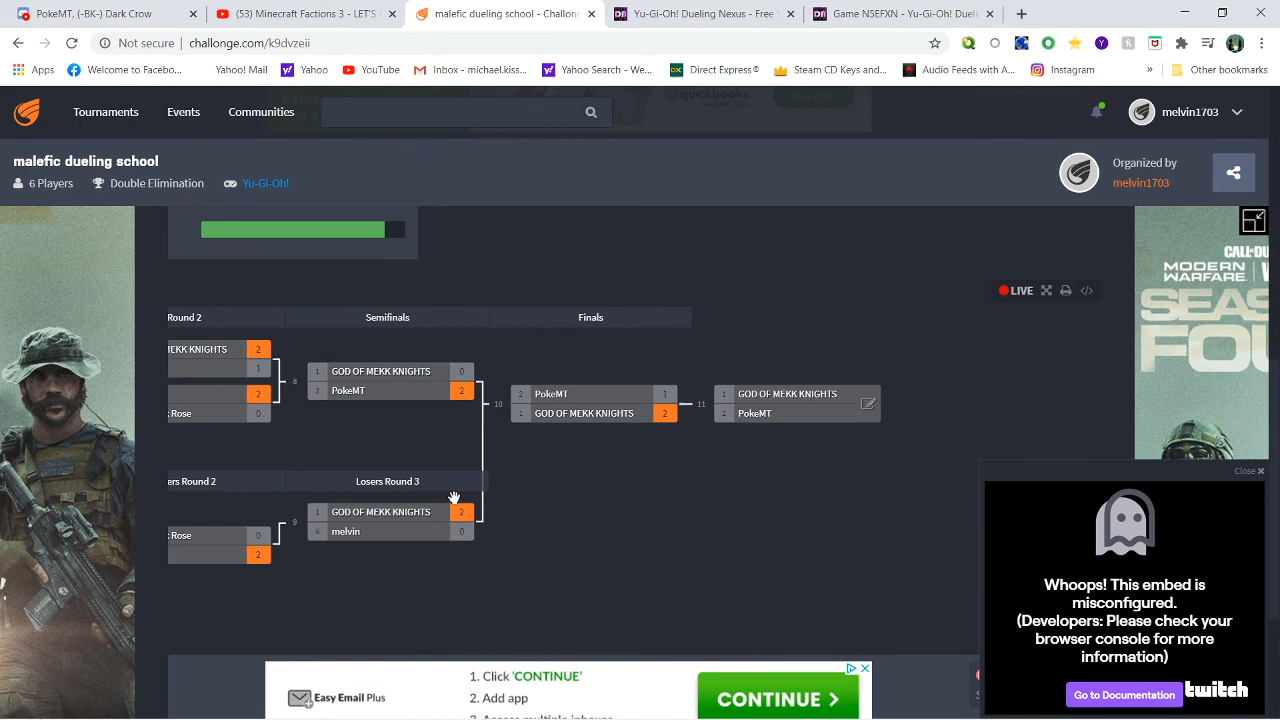 PokeMT, (-BK-) Dark Crow
(53) Minecraft Factions 3 - LET'S
malefic dueling school - Challon
Yu-Gi-Oh! Dueling Nexus - Free
Game N5EFXN - Yu-Gi-Oh! Dueli
Not secure
challonge.com/k9dvzeii
Apps
Welcome to Facebo...
Yahoo! Mail
Yahoo
YouTube
Inbox - michael.kiss...
Yahoo Search - We...
Direct Express®
Steam CD Keys and...
Audio Feeds with A...
Instagram
»
Other bookmarks
quickbooks.
Tournaments
Events
Communities
melvin1703
malefic dueling school
6 Players
Double Elimination
Yu-Gi-Oh!
Organized by
melvin1703
CALL OF DU
MODERN
WARFARE
SEAS
FOU
LIVE
Round 2
Semifinals
Finals
MEKK KNIGHTS 2
1
2
Rose 0
8
1 GOD OF MEKK KNIGHTS 0
2 PokeMT 2
10
2 PokeMT 1
1 GOD OF MEKK KNIGHTS 2
11
1 GOD OF MEKK KNIGHTS
2 PokeMT
ers Round 2
Losers Round 3
Rose 0
2
9
1 GOD OF MEKK KNIGHTS 2
6 melvin 0
Close
Whoops! This embed is
misconfigured.
(Developers: Please check your
browser console for more
information)
Go to Documentation
twitch
Easy Email Plus
1. Click 'CONTINUE'
2. Add app
CONTINUE